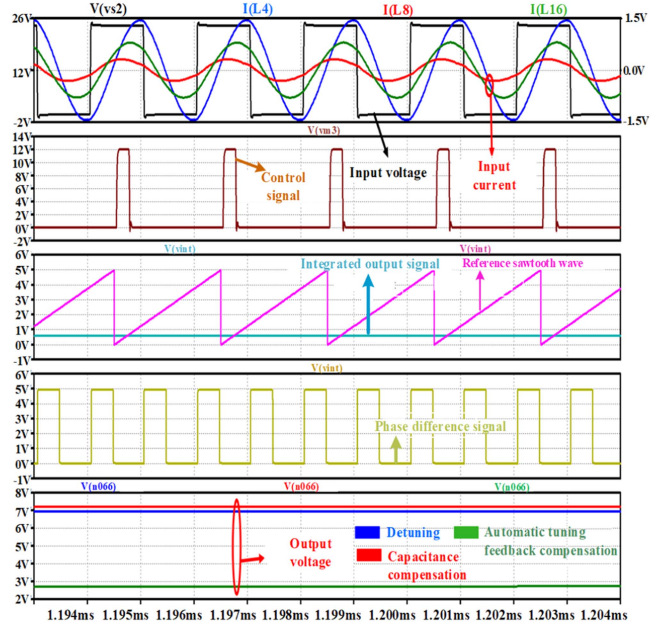 V(vs2) I(L4) I(L8) I(L16)
26V 1.5V
12V 0.0V
-2V -1.5V
Input voltage
Input
current
V(vm3)
14V
12V
10V
8V
6V
4V
2V
0V
-2V
Control
signal
V(vint) V(vint)
6V
5V
4V
3V
2V
1V
0V
-1V
Integrated output signal
Reference sawtooth wave
V(xint)
6V
5V
4V
3V
2V
1V
0V
-1V
Phase difference signal
V(n066) V(n066) V(n066)
8V
7V
6V
5V
4V
3V
2V
Output
voltage
Detuning
Capacitance
compensation
Automatic tuning
feedback compensation
1.194ms 1.195ms 1.196ms 1.197ms 1.198ms 1.199ms 1.200ms 1.201ms 1.202ms 1.203ms 1.204ms